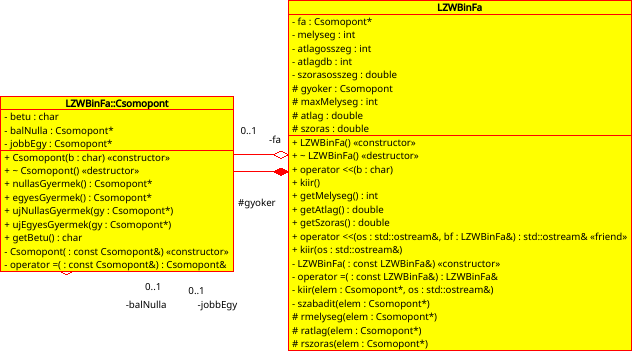 LZWBinFa
- fa : Csomopont*
- melyseg : int
- atlagosszeg : int
- atlagdb : int
- szorasosszeg : double
# gyoker : Csomopont
# maxMelyseg : int
# atlag : double
# szoras : double
+ LZWBinFa() «constructor»
+ ~ LZWBinFa() «destructor»
+ operator <<(b : char)
+ kiir()
+ getMelyseg() : int
+ getAtlag() : double
+ getSzoras() : double
+ operator <<(os : std::ostream&, bf : LZWBinFa&) : std::ostream& «friend»
+ kiir(os : std::ostream&)
- LZWBinFa( : const LZWBinFa&) «constructor»
- operator =( : const LZWBinFa&) : LZWBinFa&
- kiir(elem : Csomopont*, os : std::ostream&)
- szabadit(elem : Csomopont*)
# rmelyseg(elem : Csomopont*)
# ratlag(elem : Csomopont*)
# rszoras(elem : Csomopont*)
LZWBinFa::Csomopont
- betu : char
- balNulla : Csomopont*
- jobbEgy : Csomopont*
+ Csomopont(b : char) «constructor»
+ ~ Csomopont() «destructor»
+ nullasGyermek() : Csomopont*
+ egyesGyermek() : Csomopont*
+ ujNullasGyermek(gy : Csomopont*)
+ ujEgyesGyermek(gy : Csomopont*)
+ getBetu() : char
- Csomopont( : const Csomopont&) «constructor»
- operator =( : const Csomopont&) : Csomopont&
0..1
-fa
#gyoker
0..1
0..1
-balNulla
-jobbEgy